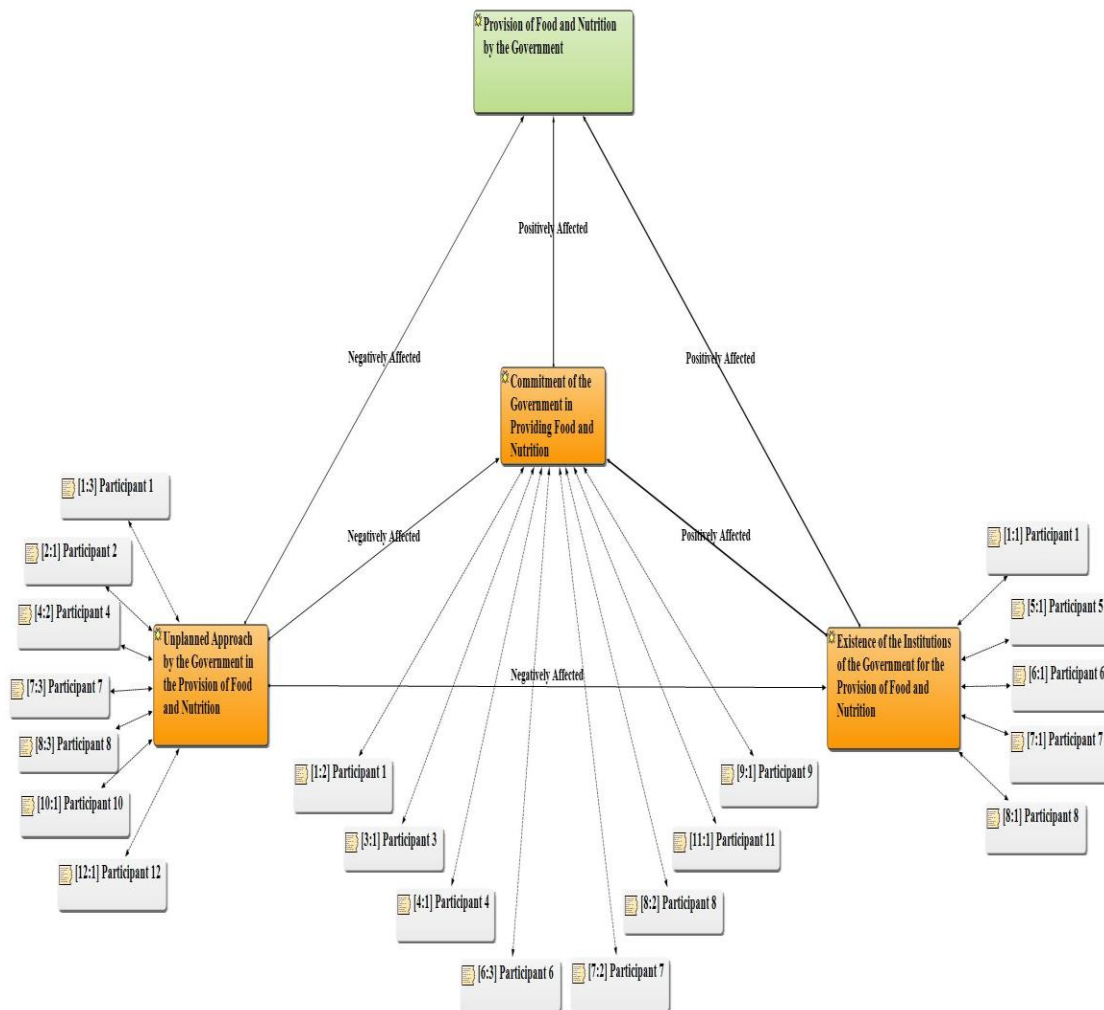 Provision of Food and Nutrition
by the Government
Positively Affected
Negatively Affected
Positively Affected
Commitment of the
Government in
Providing Food and
Nutrition
Negatively Affected
Positively Affected
[1:3] Participant 1
[2:1] Participant 2
[4:2] Participant 4
[7:3] Participant 7
[8:3] Participant 8
[10:1] Participant 10
[12:1] Participant 12
Unplanned Approach
by the Government in
the Provision of Food
and Nutrition
Negatively Affected
Existence of the Institutions
of the Government for the
Provision of Food and
Nutrition
[1:1] Participant 1
[5:1] Participant 5
[6:1] Participant 6
[7:1] Participant 7
[8:1] Participant 8
[1:2] Participant 1
[3:1] Participant 3
[4:1] Participant 4
[6:3] Participant 6
[7:2] Participant 7
[8:2] Participant 8
[11:1] Participant 11
[9:1] Participant 9